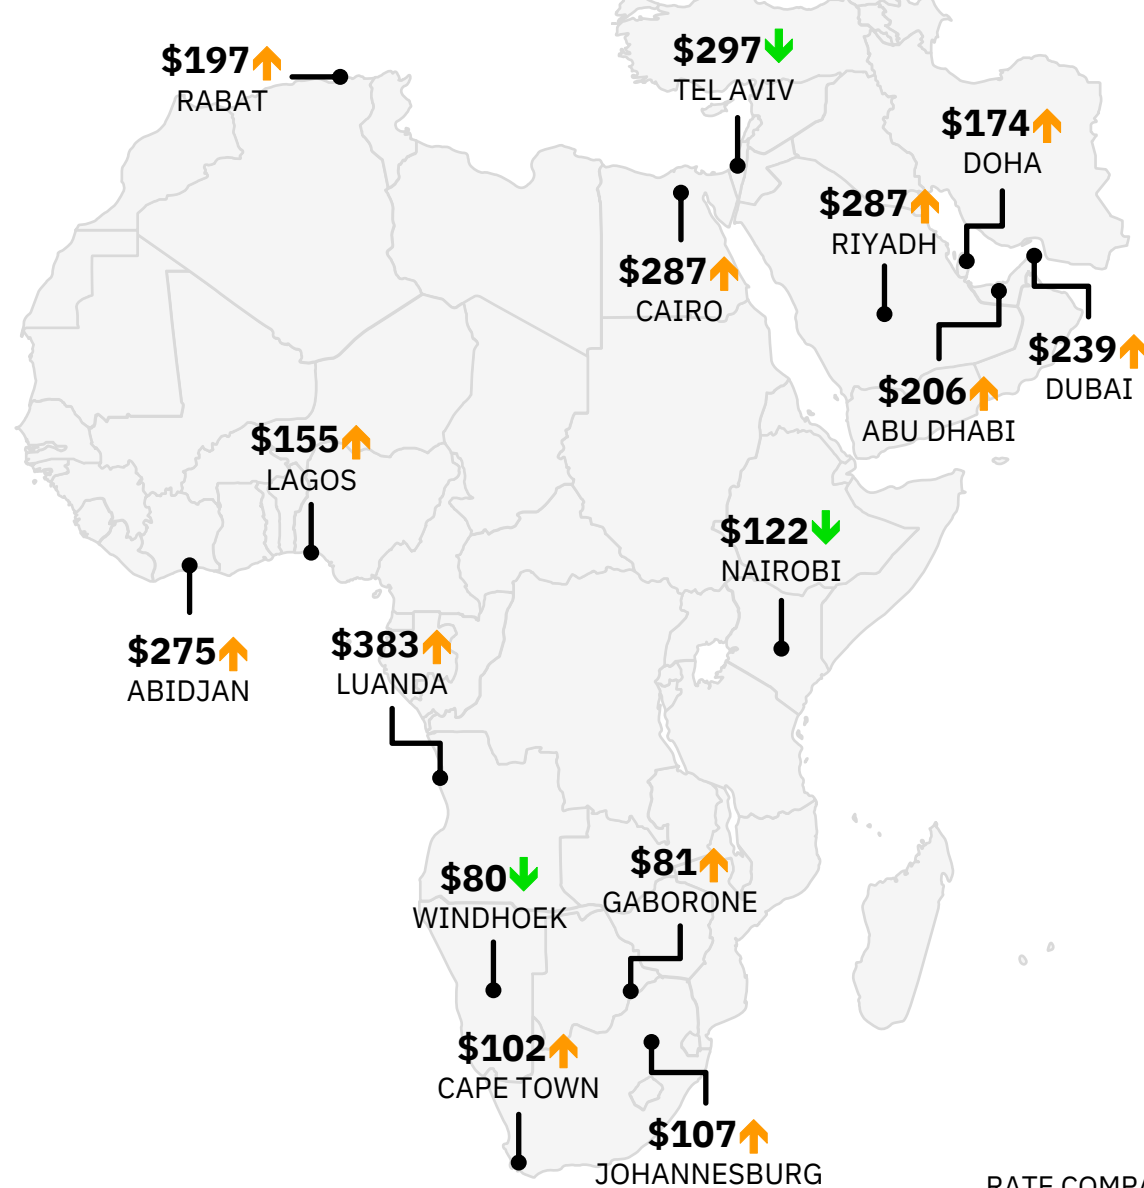 $197
RABAT
$297
TEL AVIV
$174
DOHA
$287
RIYADH
$287
CAIRO
$239
DUBAI
$206
ABU DHABI
$155
LAGOS
$122
NAIROBI
$275
ABIDJAN
$383
LUANDA
$80
WINDHOEK
$81
GABORONE
$102
CAPE TOWN
$107
JOHANNESBURG
RATE